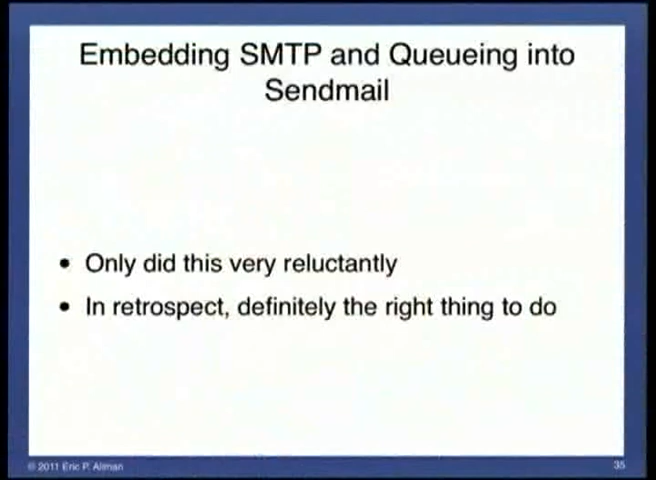 Embedding SMTP and Queueing into
Sendmail
• Only did this very reluctantly
• In retrospect, definitely the right thing to do
© 2011 Eric P. Allman
35